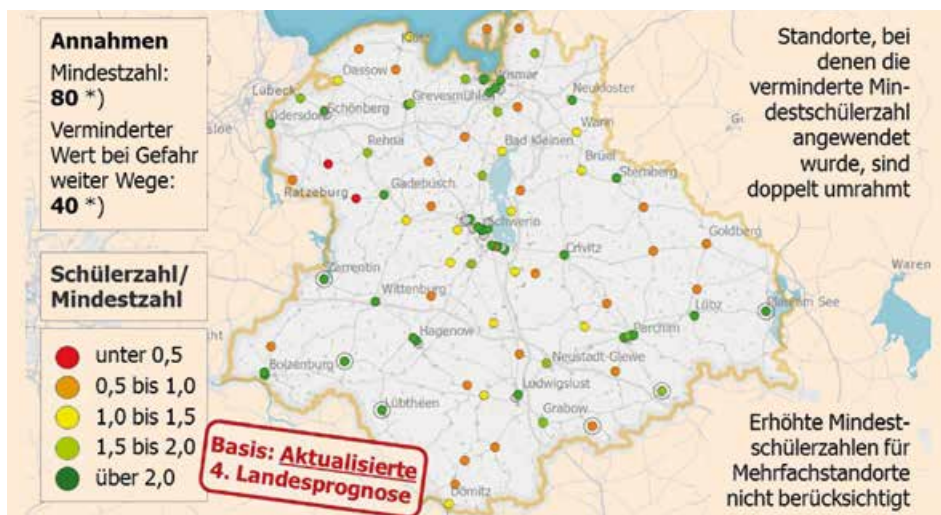 Annahmen
Mindestzahl:
80 *)
Verminderter
Wert bei Gefahr
weiter Wege:
40 *)
Schülerzahl/
Mindestzahl
unter 0,5
0,5 bis 1,0
1,0 bis 1,5
1,5 bis 2,0
über 2,0
Basis: Aktualisierte
4. Landesprognose
Standorte, bei
denen die
verminderte Min-
destschülerzahl
angewendet
wurde, sind
doppelt umrahmt
Erhöhte Mindest-
schülerzahlen für
Mehrfachstandorte
nicht berücksichtigt
Dassow
Wismar
Lübeck
Schönberg
Grevesmühlen
Neukloster
Lüdersdorf
Rehna
Bad Kleinen
Warin
Brüel
Sternberg
Ratzeburg
Gadebusch
Schwerin
Goldberg
Crivitz
Waren
Zarrentin
Wittenburg
Lübz
Plau am See
Hagenow
Parchim
Boizenburg
Neustadt-Glewe
Ludwigslust
Lübtheen
Grabow
Dömitz